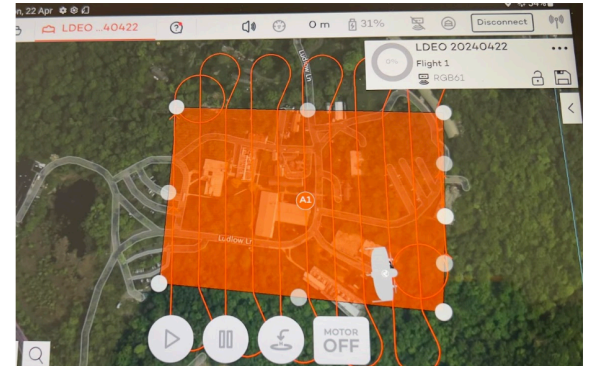 n, 22 Apr
LDEO ...40422
0 m
31%
Disconnect
LDEO 20240422
Flight 1
0%
RGB61
Ludlow Ln
A1
Ludlow Ln
MOTOR
OFF